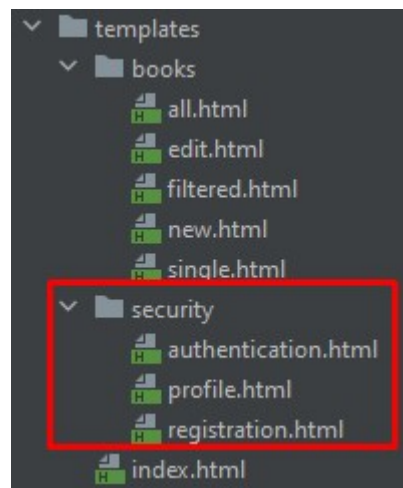 templates
books
all.html
edit.html
filtered.html
new.html
single.html
security
authentication.html
profile.html
registration.html
index.html